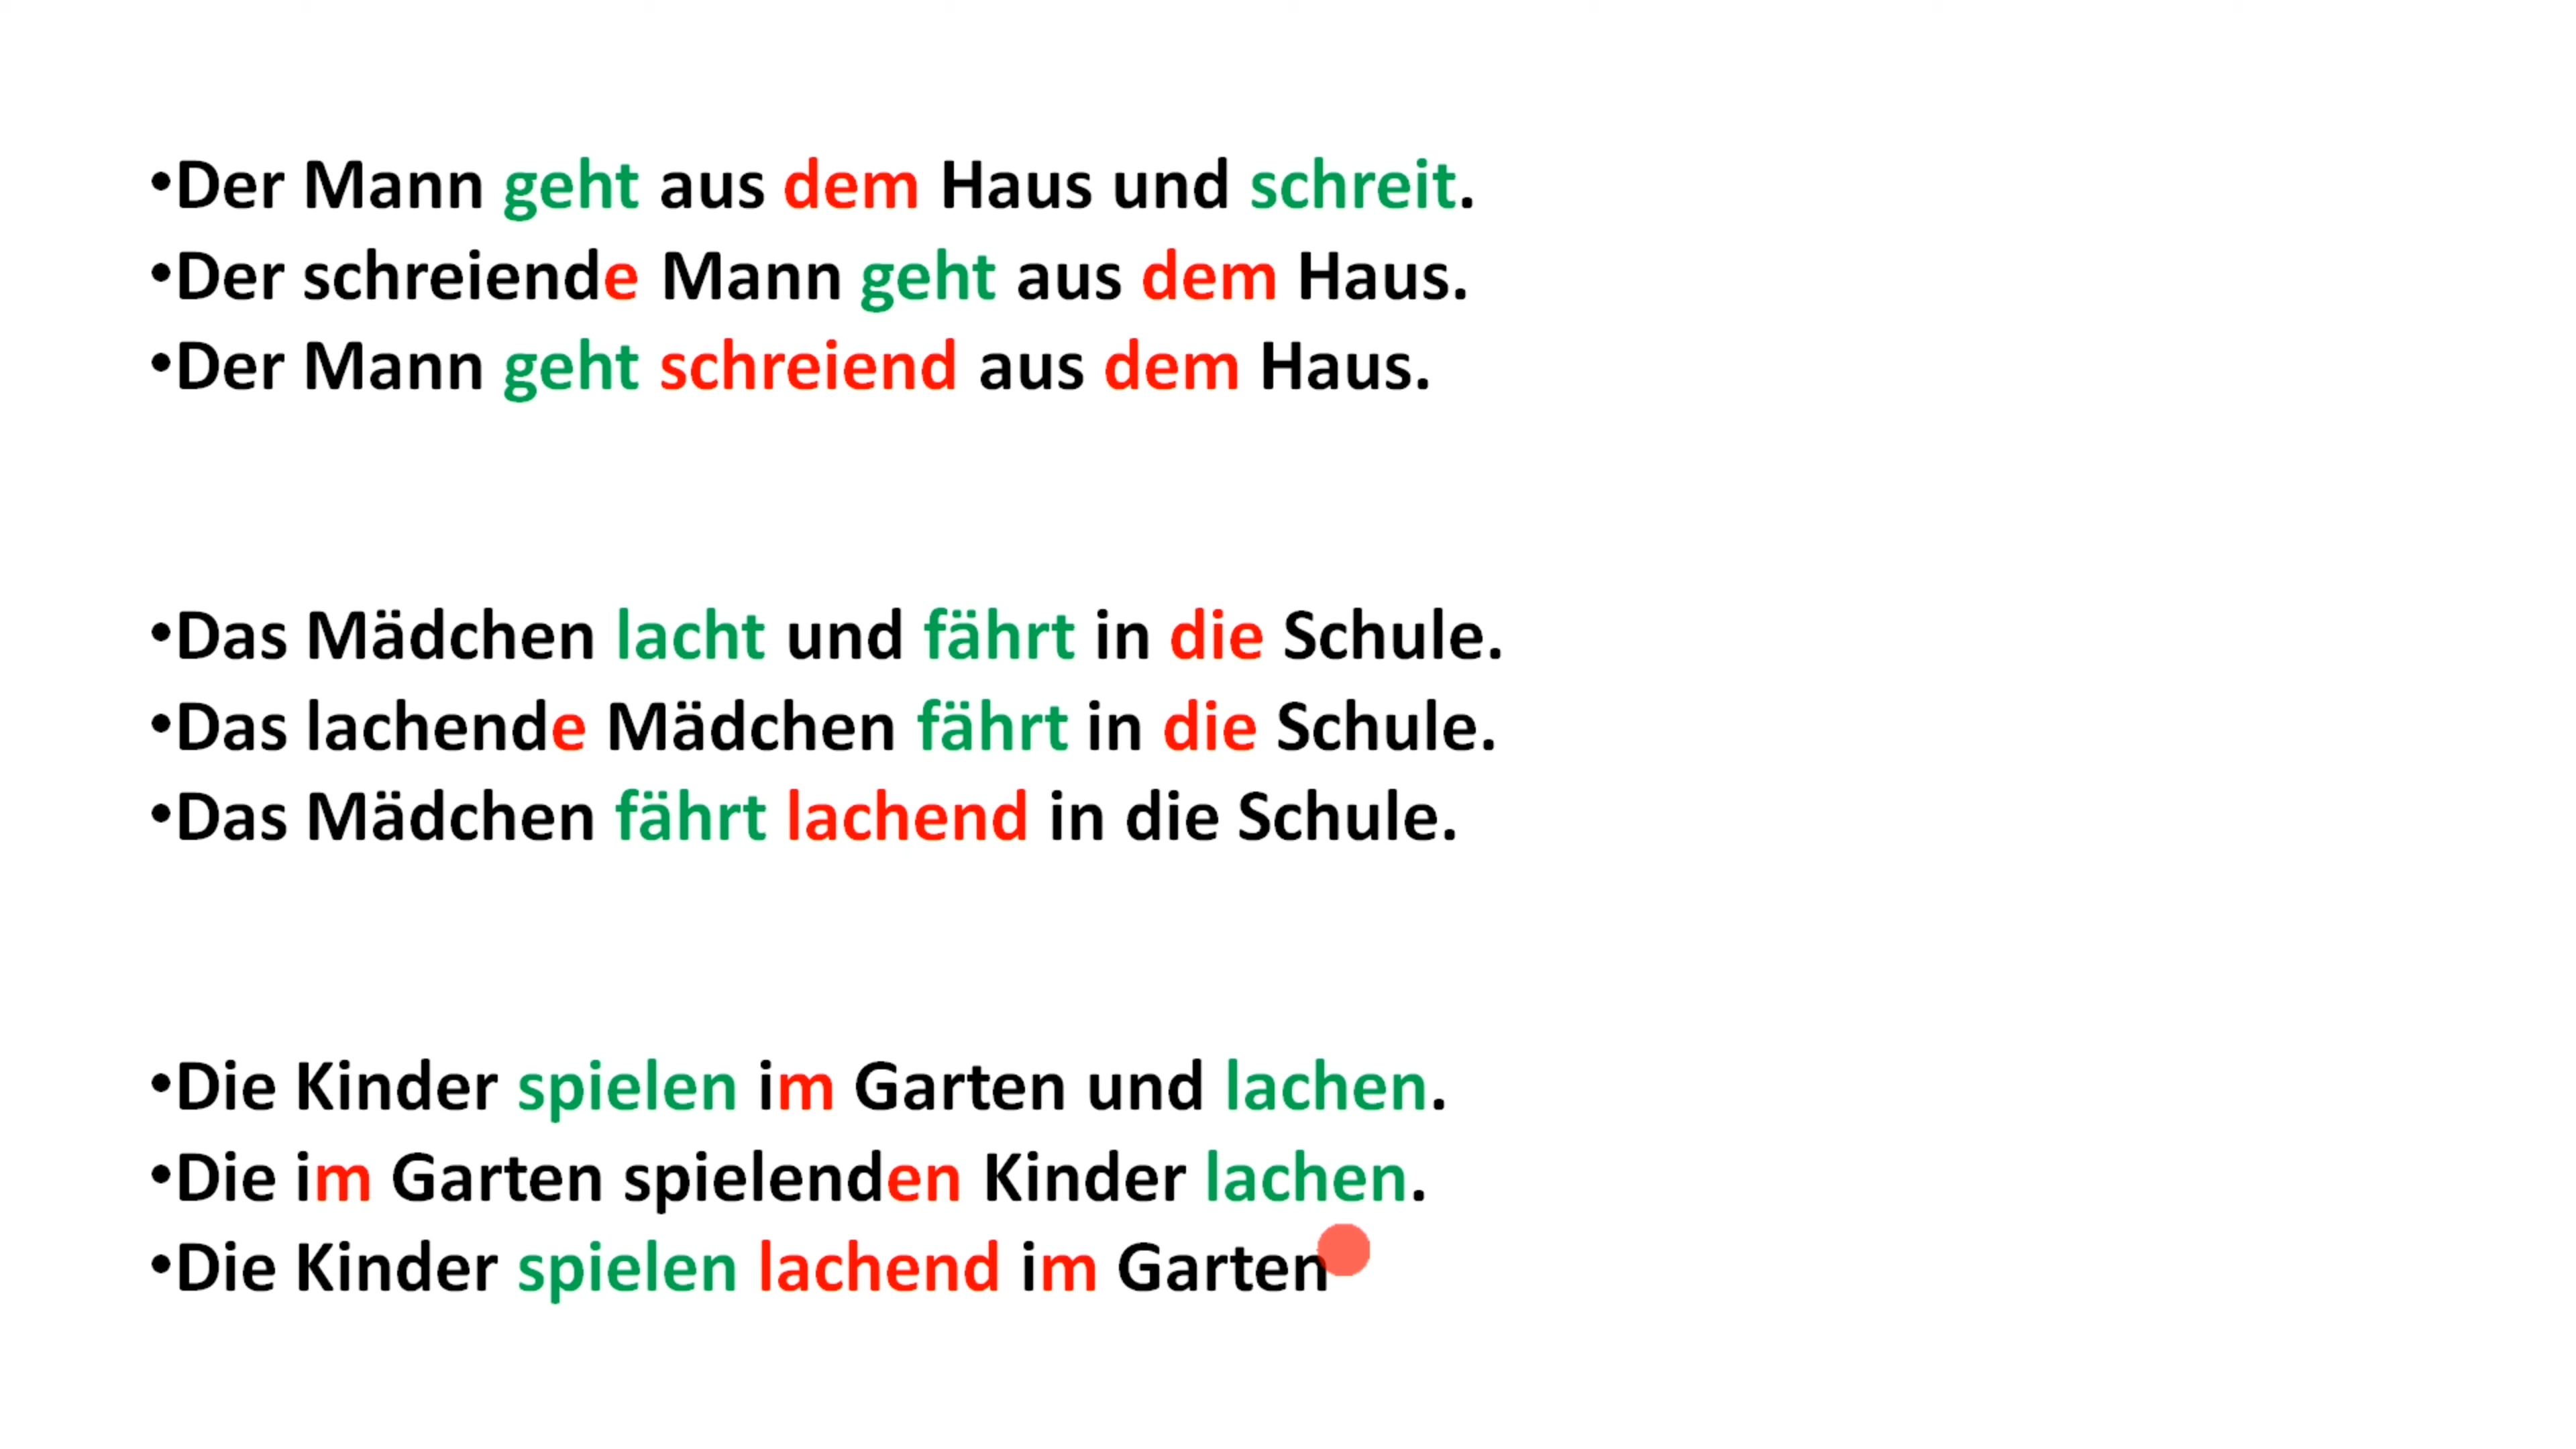 •Der Mann geht aus dem Haus und schreit.
•Der schreiende Mann geht aus dem Haus.
•Der Mann geht schreiend aus dem Haus.
•Das Mädchen lacht und fährt in die Schule.
•Das lachende Mädchen fährt in die Schule.
•Das Mädchen fährt lachend in die Schule.
•Die Kinder spielen im Garten und lachen.
•Die im Garten spielenden Kinder lachen.
•Die Kinder spielen lachend im Garten